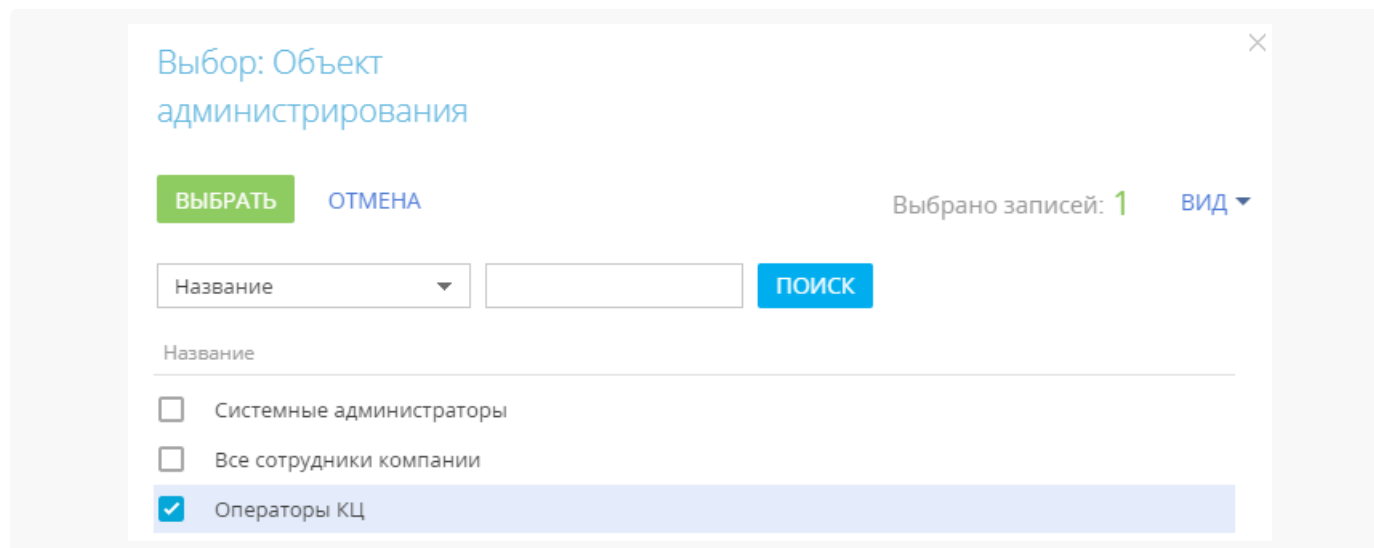 Выбор: Объект
администрирования
ВЫБРАТЬ ОТМЕНА Выбрано записей: 1 ВИД
Название ПОИСК
Название
Системные администраторы
Все сотрудники компании
Операторы КЦ